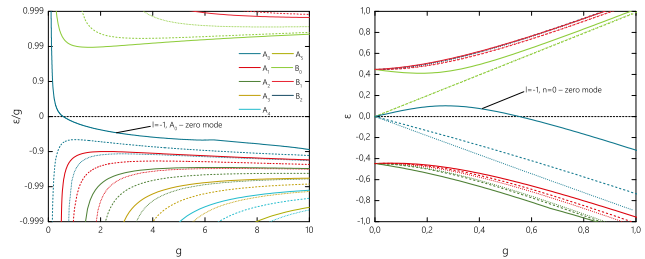 0.999
0.99
0.9
0
-0.9
-0.99
-0.999
ε/g
0 2 4 6 8 10
g
l=-1, A₀ – zero mode
A₀ A₅
A₁ B₀
A₂ B₁
A₃ B₂
1,0
0,8
0,6
0,4
0,2
0,0
-0,2
-0,4
-0,6
-0,8
-1,0
ε
0,0 0,2 0,4 0,6 0,8 1,0
g
l=-1, n=0 – zero mode